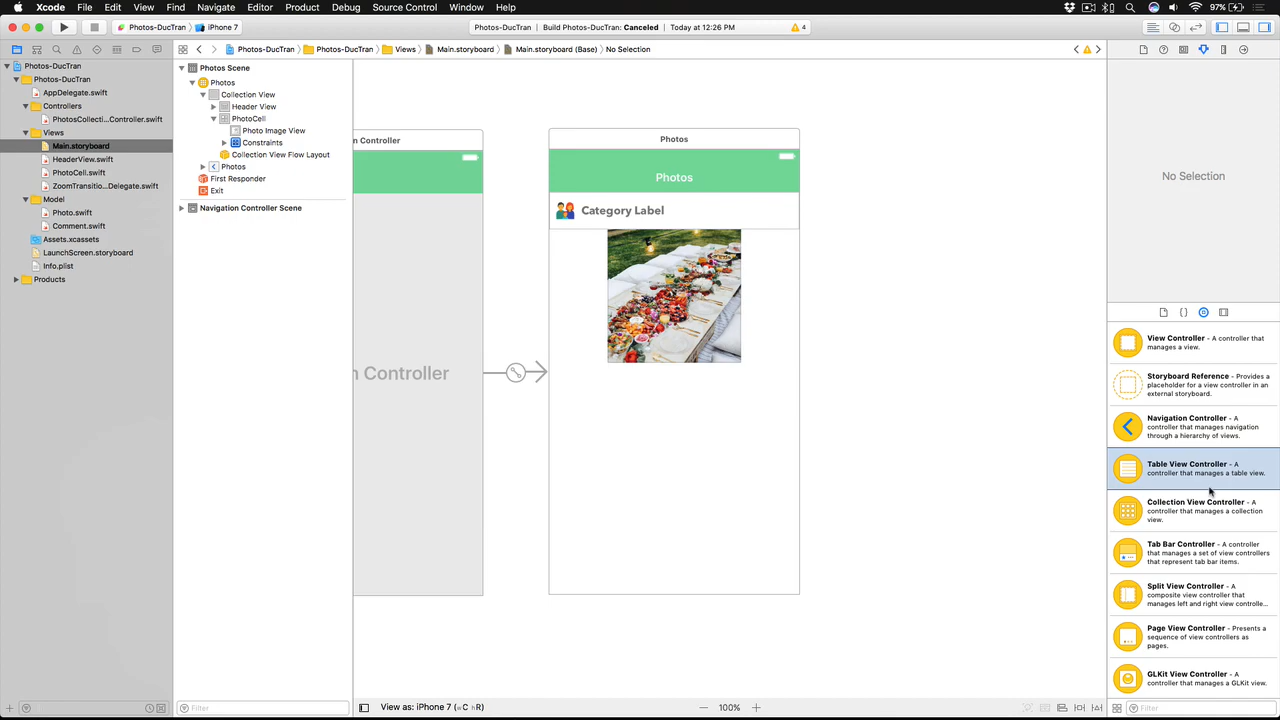 Xcode File Edit View Find Navigate Editor Product Debug Source Control Window Help 97%
Photos-DucTran iPhone 7 Photos-DucTran Build Photos-DucTran: Canceled Today at 12:26 PM 4
Photos-DucTran Photos-DucTran Views Main.storyboard Main.storyboard (Base) No Selection
Photos-DucTran
Photos-DucTran
AppDelegate.swift
Controllers
PhotosCollecti...Controller.swift
Views
Main.storyboard
HeaderView.swift
PhotoCell.swift
ZoomTransitio...Delegate.swift
Model
Photo.swift
Comment.swift
Assets.xcassets
LaunchScreen.storyboard
Info.plist
Products
Photos Scene
Photos
Collection View
Header View
PhotoCell
Photo Image View
Constraints
Collection View Flow Layout
Photos
First Responder
Exit
Navigation Controller Scene
n Controller
n Controller
Photos
Photos
Category Label
No Selection
View Controller - A controller that
manages a view.
Storyboard Reference - Provides a
placeholder for a view controller in an
external storyboard.
Navigation Controller - A
controller that manages navigation
through a hierarchy of views.
Table View Controller - A
controller that manages a table view.
Collection View Controller - A
controller that manages a collection
view.
Tab Bar Controller - A controller
that manages a set of view controllers
that represent tab bar items.
Split View Controller - A
composite view controller that
manages left and right view controlle...
Page View Controller - Presents a
sequence of view controllers as
pages.
GLKit View Controller - A
controller that manages a GLKit view.
Filter
Filter
View as: iPhone 7 (wC hR)
100%
Filter